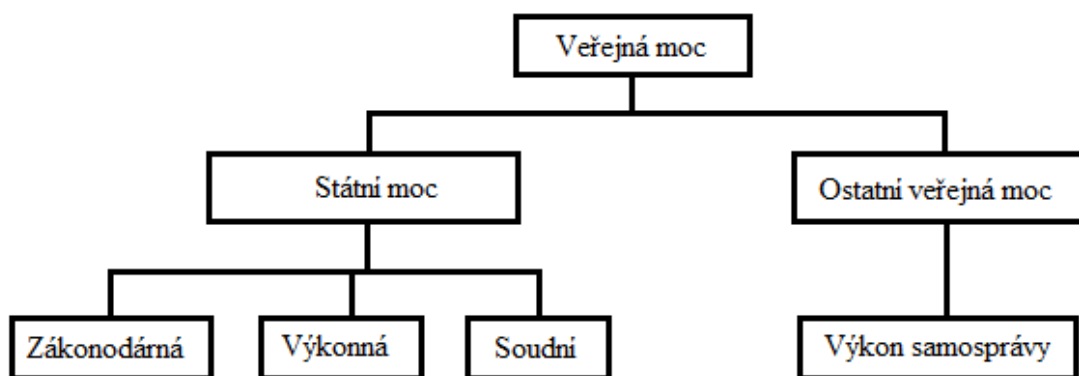 Veřejná moc
Státní moc
Ostatní veřejná moc
Zákonodárná
Výkonná
Soudní
Výkon samosprávy